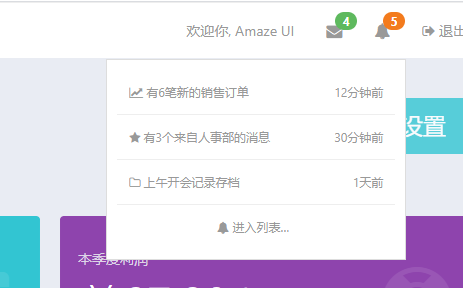 欢迎你, Amaze UI 4 5 退出
有6笔新的销售订单 12分钟前
设置
有3个来自人事部的消息 30分钟前
上午开会记录存档 1天前
进入列表...
本季度利润